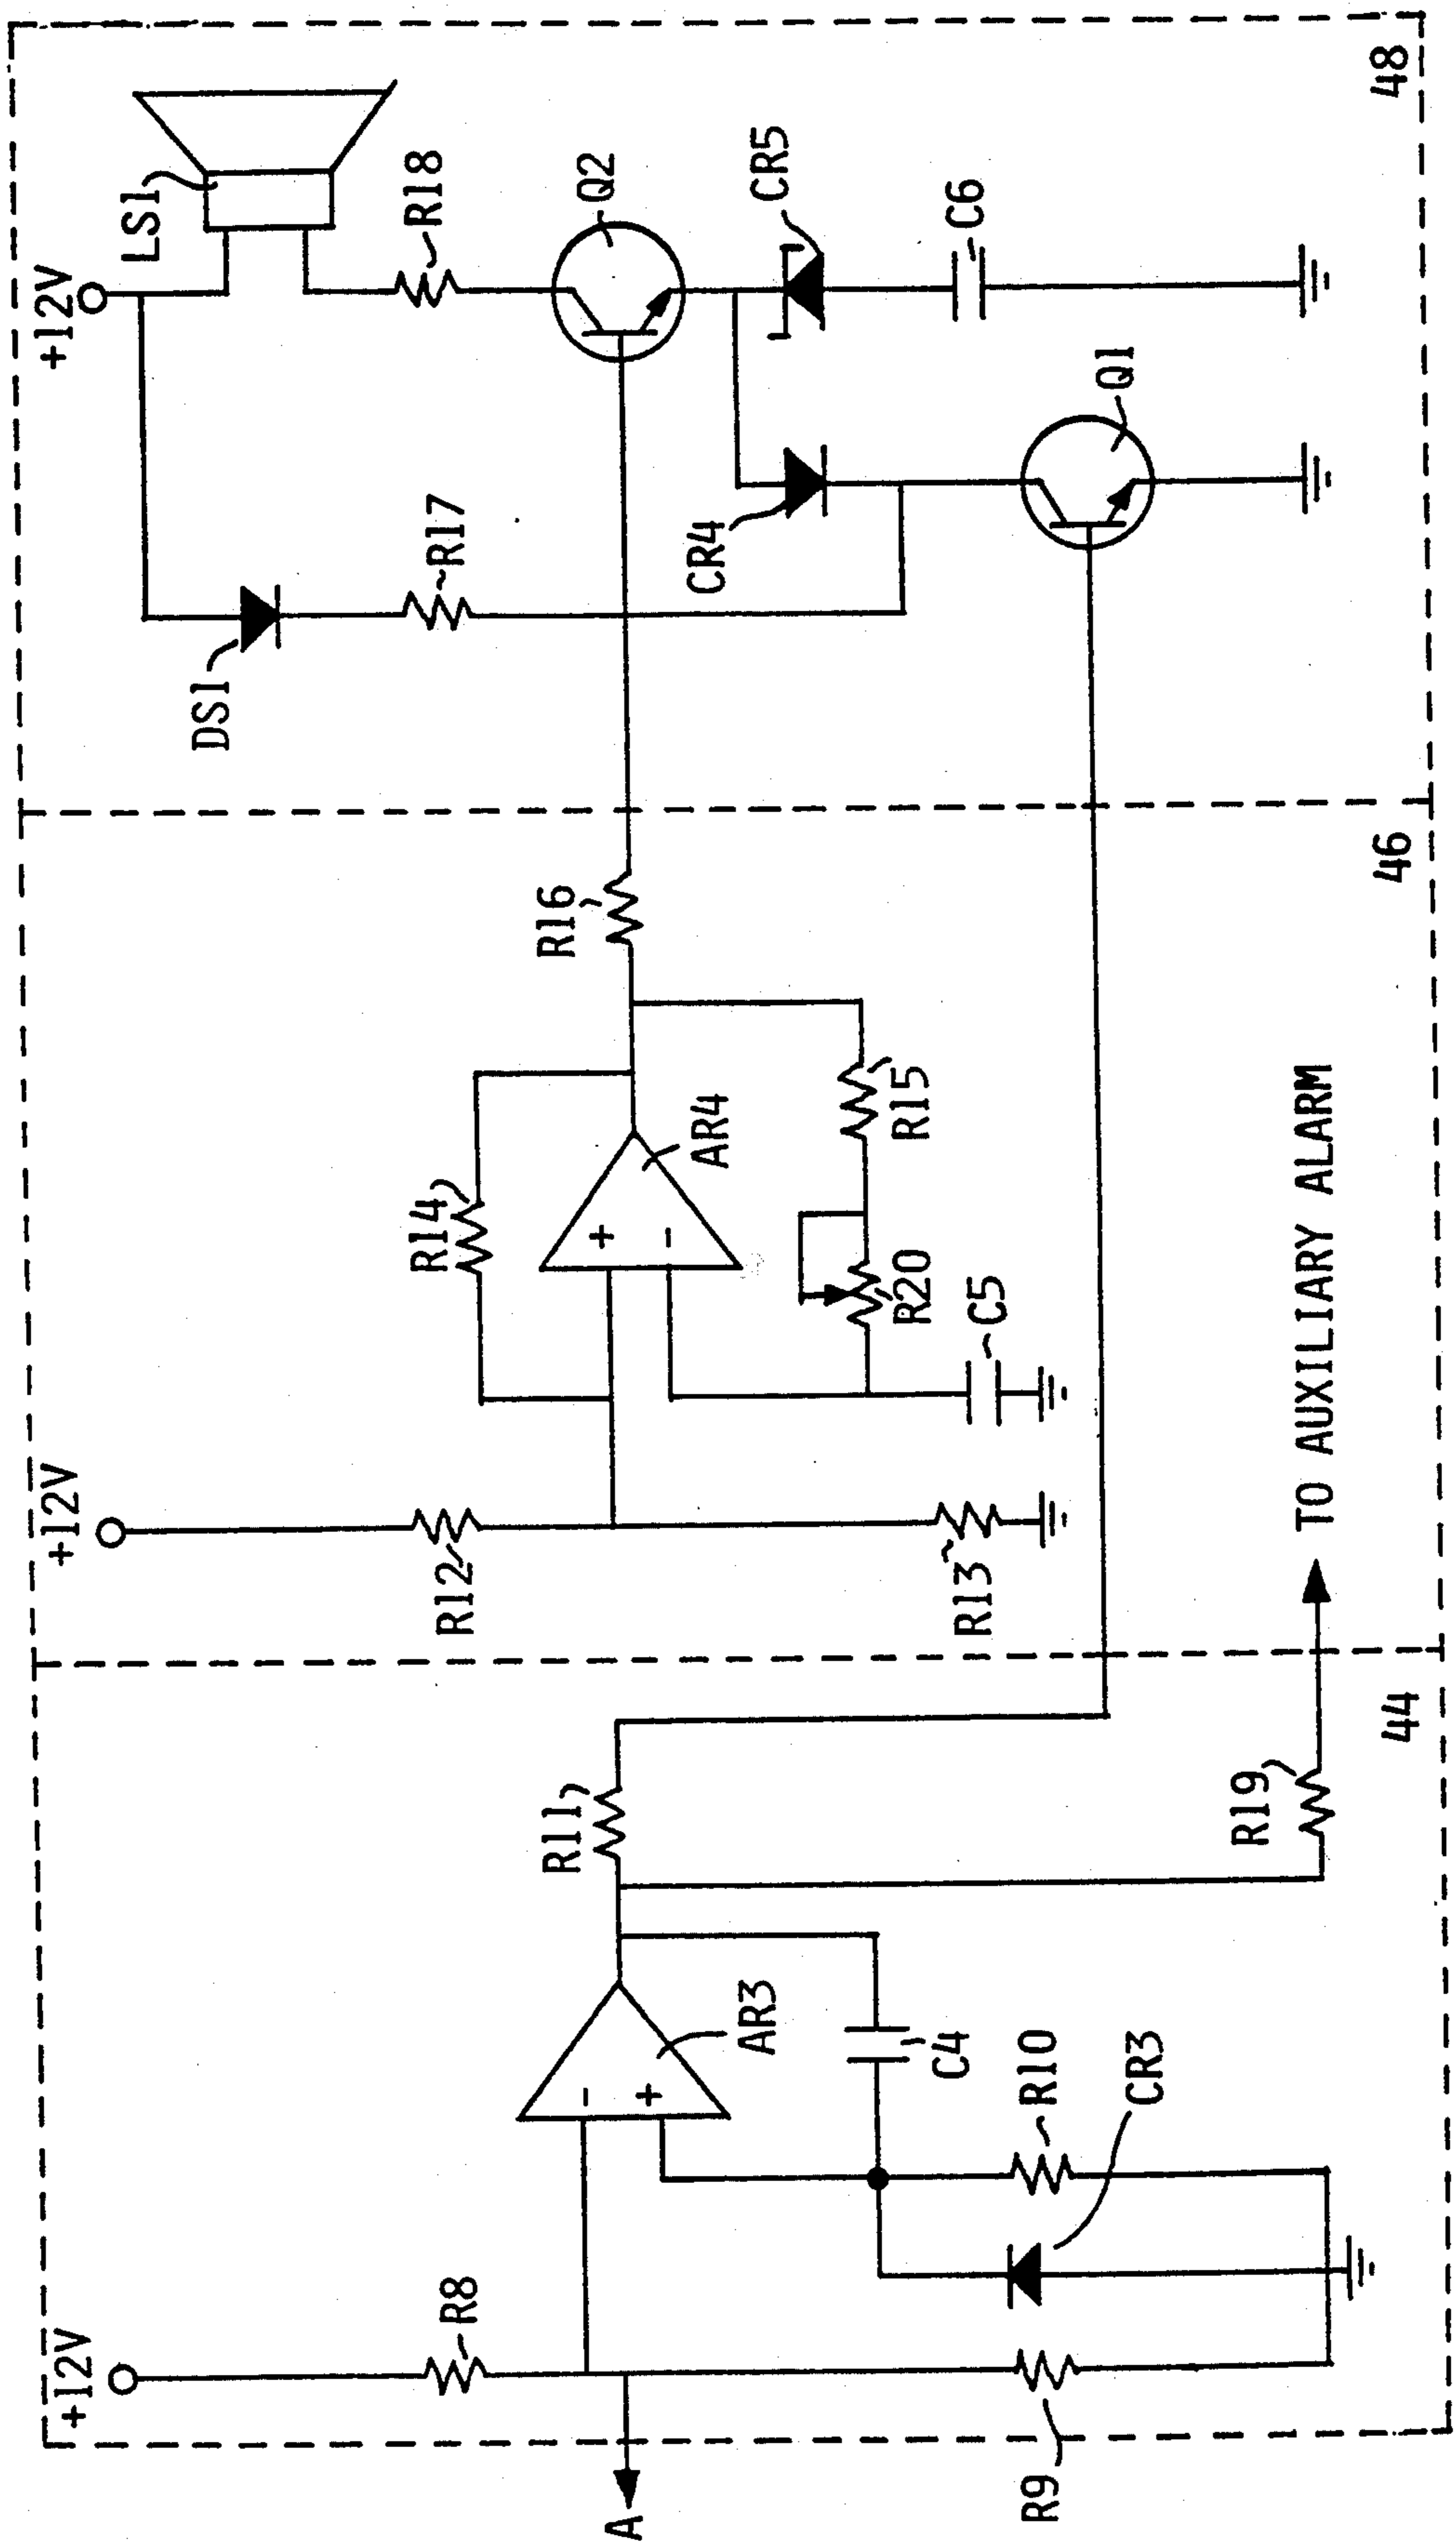 +12V
LS1
R18
Q2
CR5
C6
48
DS1
R17
CR4
Q1
R16
46
R14
AR4
R15
R20
C5
+12V
R12
R13
TO AUXILIARY ALARM
R11
44
R19
AR3
C4
R10
CR3
+12V
R8
R9
A
+
-
-
+